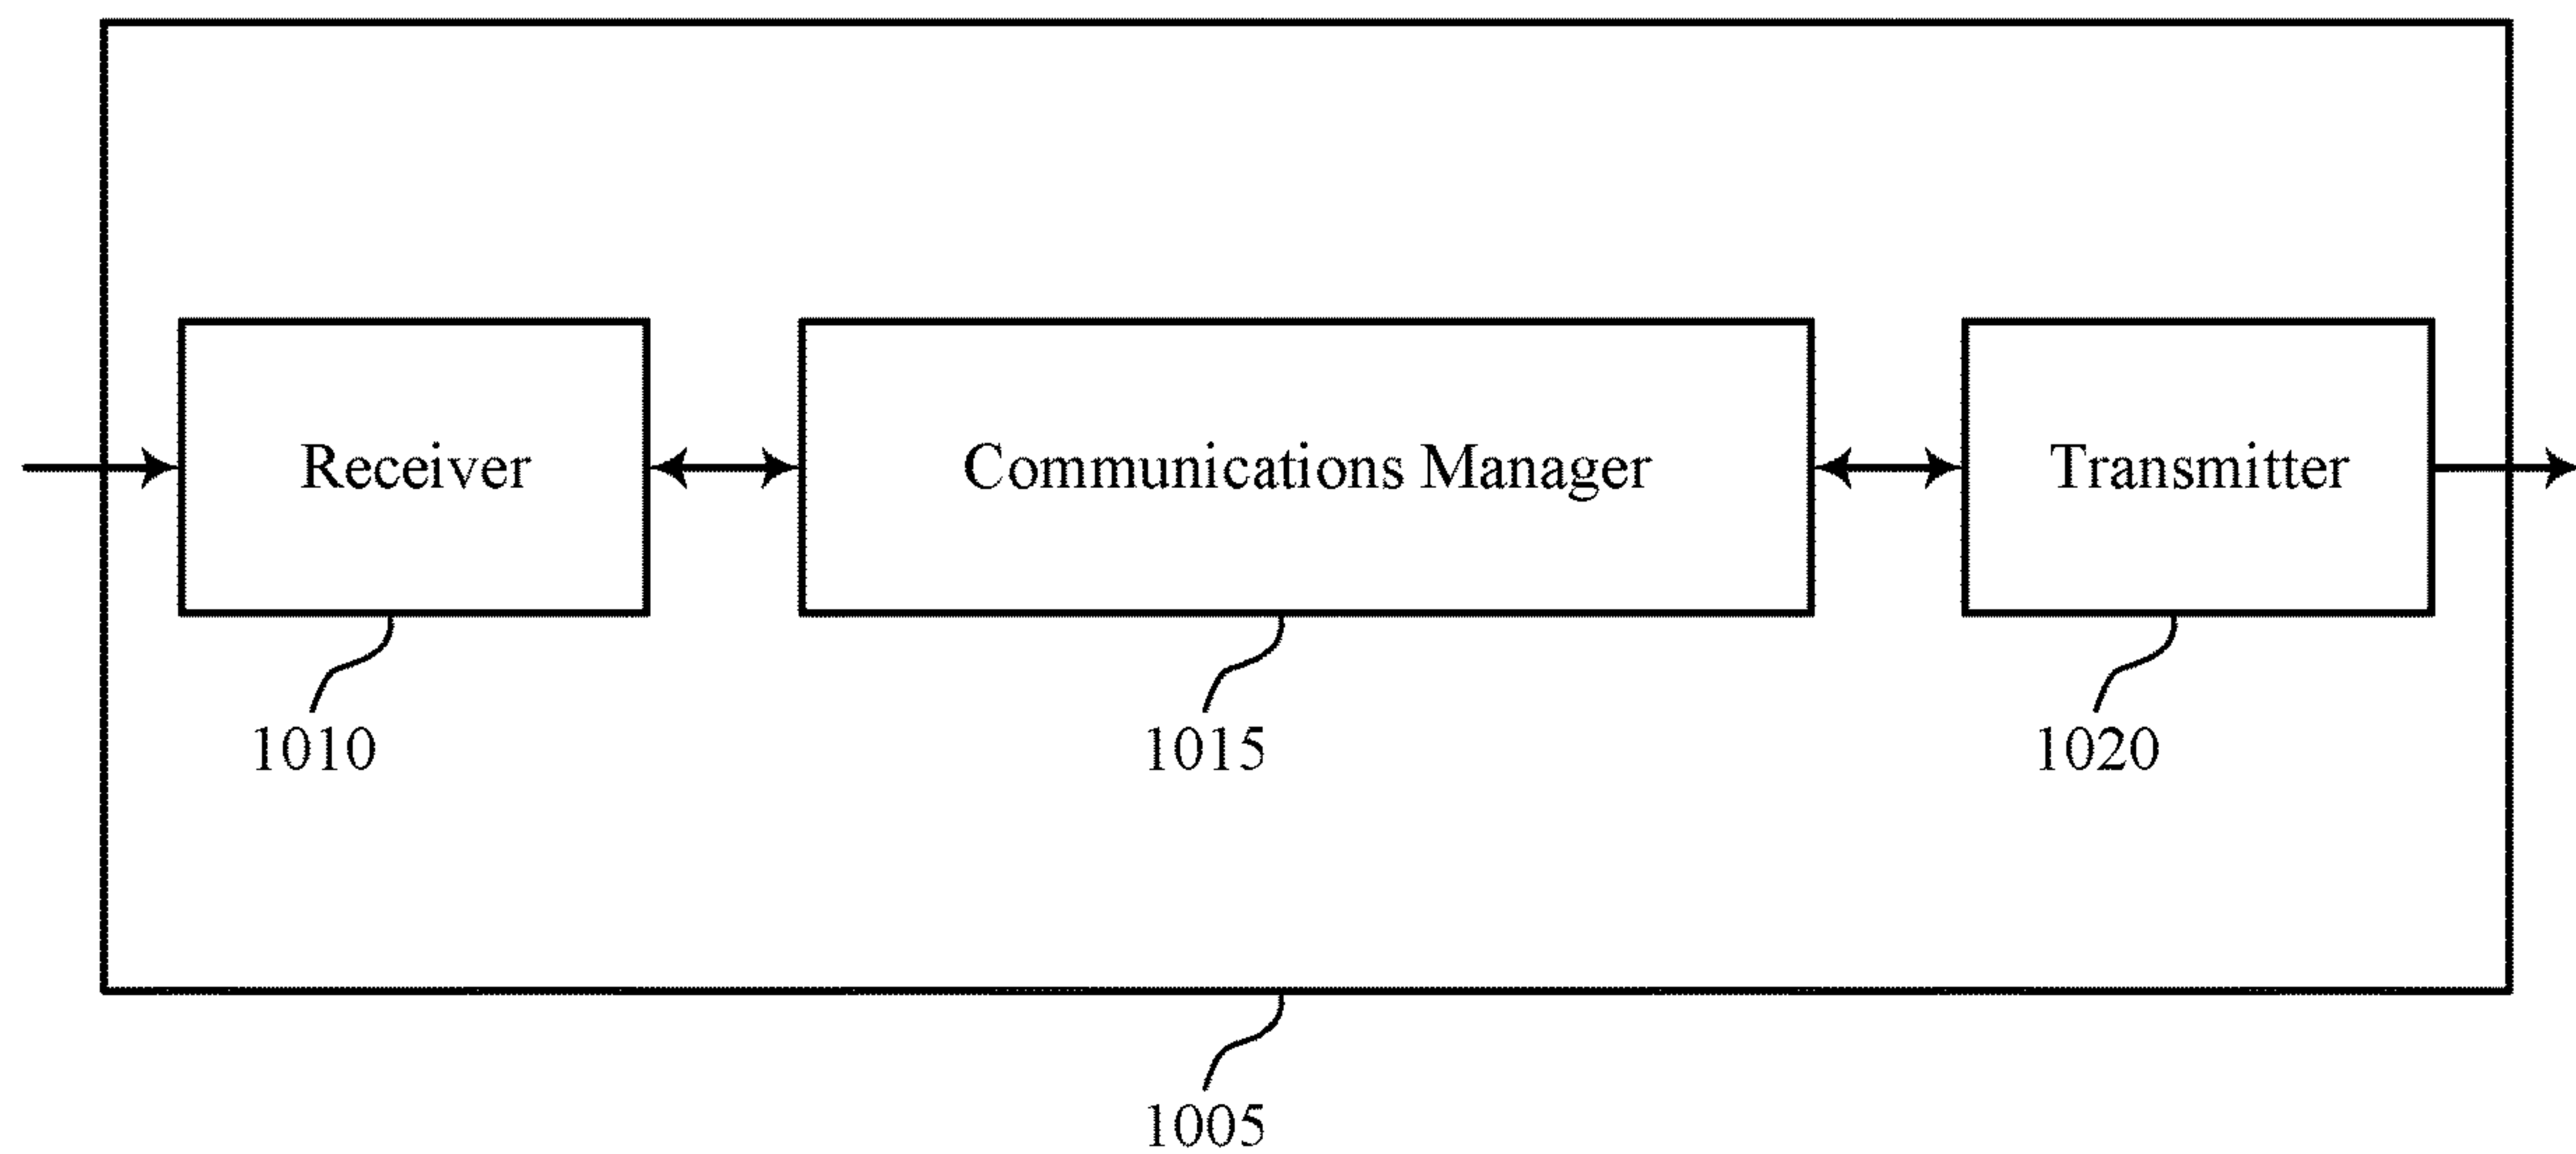 Receiver
Communications Manager
Transmitter
1010
1015
1020
1005